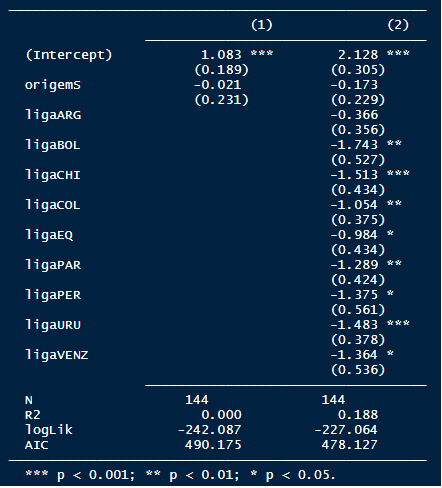 (1) (2)
(Intercept) 1.083 *** 2.128 ***
(0.189) (0.305)
origemS -0.021 -0.173
(0.231) (0.229)
ligaARG -0.366
(0.356)
ligaBOL -1.743 **
(0.527)
ligaCHI -1.513 ***
(0.434)
ligaCOL -1.054 **
(0.375)
ligaEQ -0.984 *
(0.434)
ligaPAR -1.289 **
(0.424)
ligaPER -1.375 *
(0.561)
ligaURU -1.483 ***
(0.378)
ligaVENZ -1.364 *
(0.536)
N 144 144
R2 0.000 0.188
logLik -242.087 -227.064
AIC 490.175 478.127
*** p < 0.001; ** p < 0.01; * p < 0.05.